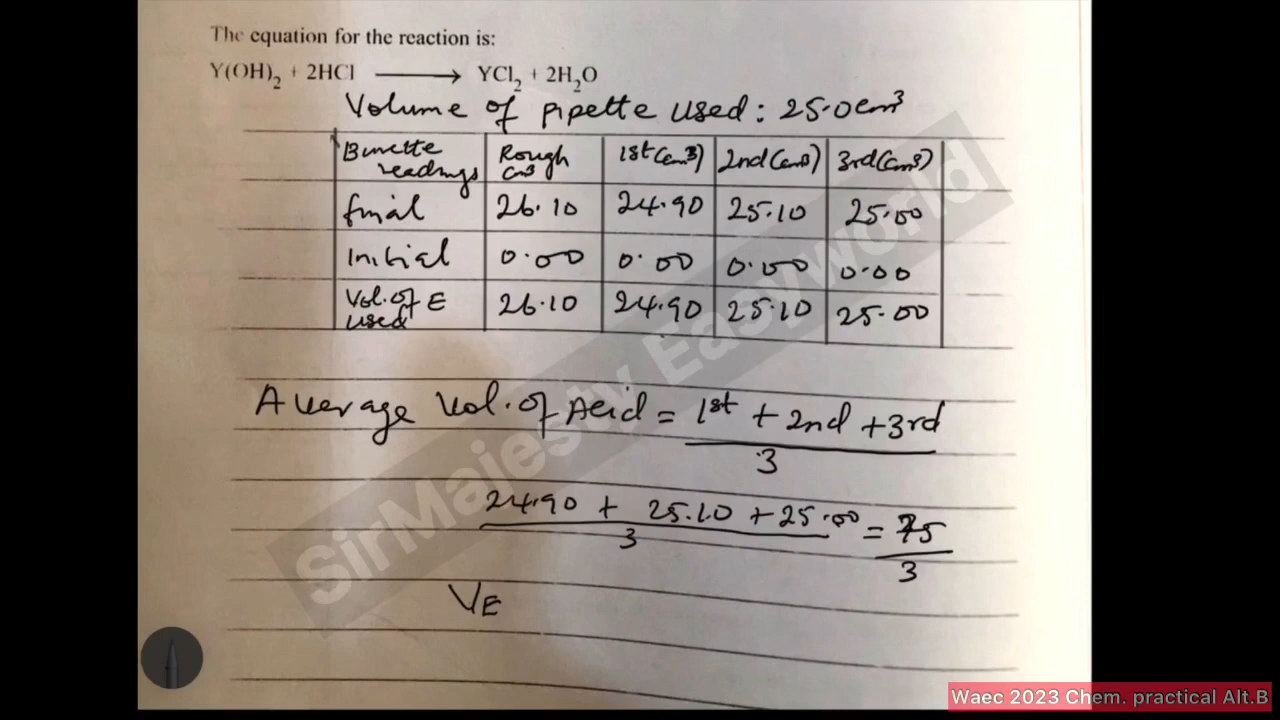 The equation for the reaction is:
Y(OH)₂ + 2HCl ⟶ YCl₂ + 2H₂O
Volume of pipette used: 25.0cm³
Burette readings | Rough cm³ | 1st (cm³) | 2nd (cm³) | 3rd (cm³)
final | 26.10 | 24.90 | 25.10 | 25.00
Initial | 0.00 | 0.00 | 0.00 | 0.00
Vol. of E used | 26.10 | 24.90 | 25.10 | 25.00
Average Vol. of Acid = 1st + 2nd + 3rd
3
24.90 + 25.10 + 25.00 = 75
3 3
VE
SirMajesty Easyworld
Waec 2023 Chem. practical Alt.B